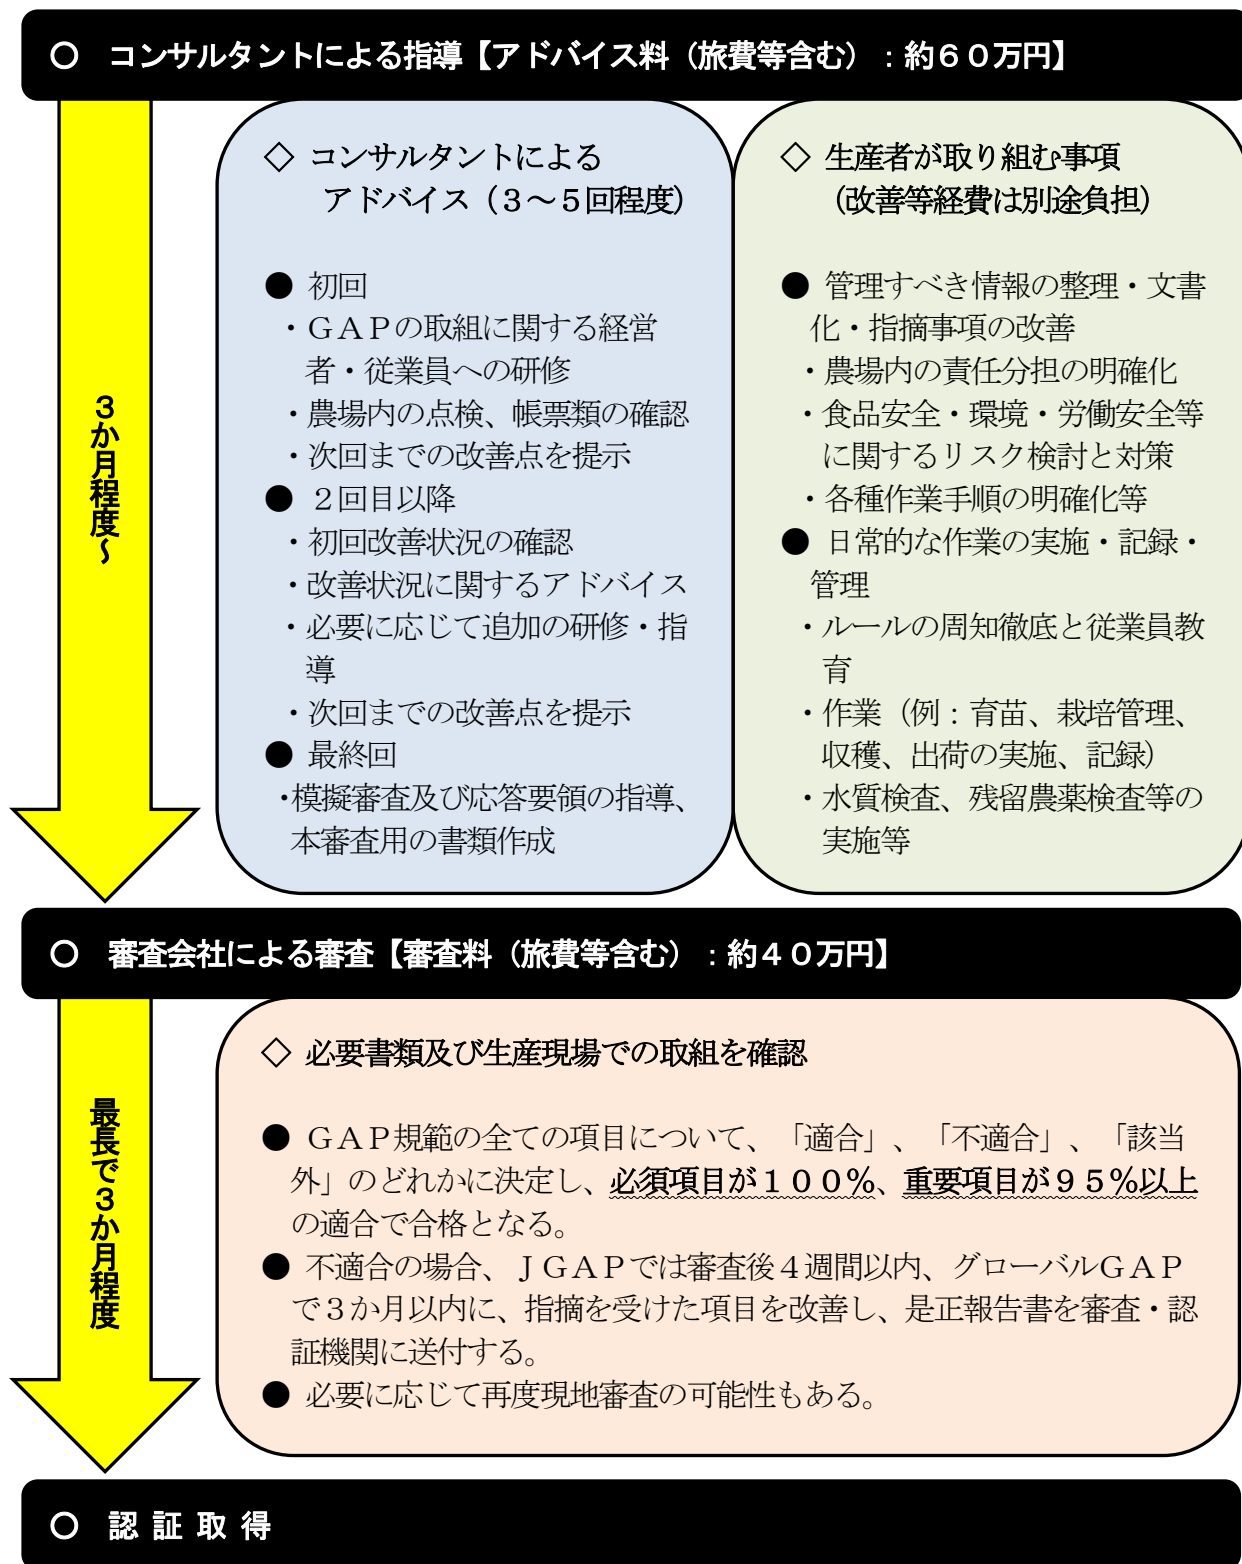 ○ コンサルタントによる指導【アドバイス料（旅費等含む）：約６０万円】
３か月程度～
◇ コンサルタントによる
アドバイス（３～５回程度）
● 初回
・ＧＡＰの取組に関する経営
者・従業員への研修
・農場内の点検、帳票類の確認
・次回までの改善点を提示
● ２回目以降
・初回改善状況の確認
・改善状況に関するアドバイス
・必要に応じて追加の研修・指
導
・次回までの改善点を提示
● 最終回
・模擬審査及び応答要領の指導、
本審査用の書類作成
◇ 生産者が取り組む事項
（改善等経費は別途負担）
● 管理すべき情報の整理・文書
化・指摘事項の改善
・農場内の責任分担の明確化
・食品安全・環境・労働安全等
に関するリスク検討と対策
・各種作業手順の明確化等
● 日常的な作業の実施・記録・
管理
・ルールの周知徹底と従業員教
育
・作業（例：育苗、栽培管理、
収穫、出荷の実施、記録）
・水質検査、残留農薬検査等の
実施等
○ 審査会社による審査【審査料（旅費等含む）：約４０万円】
最長で３か月程度
◇ 必要書類及び生産現場での取組を確認
● ＧＡＰ規範の全ての項目について、「適合」、「不適合」、「該当
外」のどれかに決定し、必須項目が１００％、重要項目が９５％以上
の適合で合格となる。
● 不適合の場合、ＪＧＡＰでは審査後４週間以内、グローバルＧＡＰ
で３か月以内に、指摘を受けた項目を改善し、是正報告書を審査・認
証機関に送付する。
● 必要に応じて再度現地審査の可能性もある。
○ 認 証 取 得